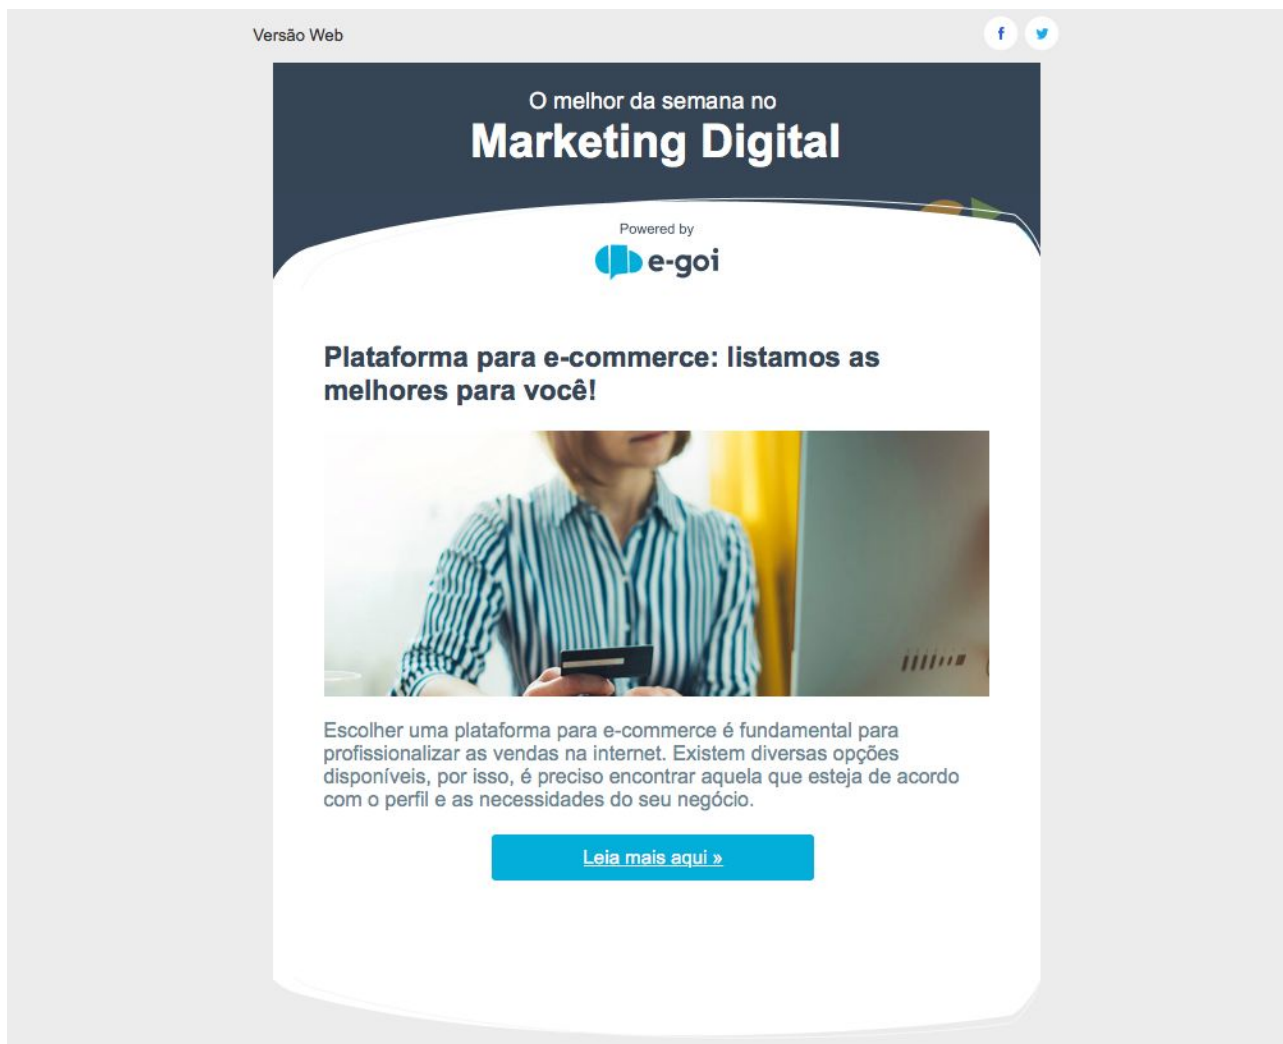 Versão Web
O melhor da semana no
Marketing Digital
Powered by
e-goi
Plataforma para e-commerce: listamos as
melhores para você!
Escolher uma plataforma para e-commerce é fundamental para
profissionalizar as vendas na internet. Existem diversas opções
disponíveis, por isso, é preciso encontrar aquela que esteja de acordo
com o perfil e as necessidades do seu negócio.
Leia mais aqui »